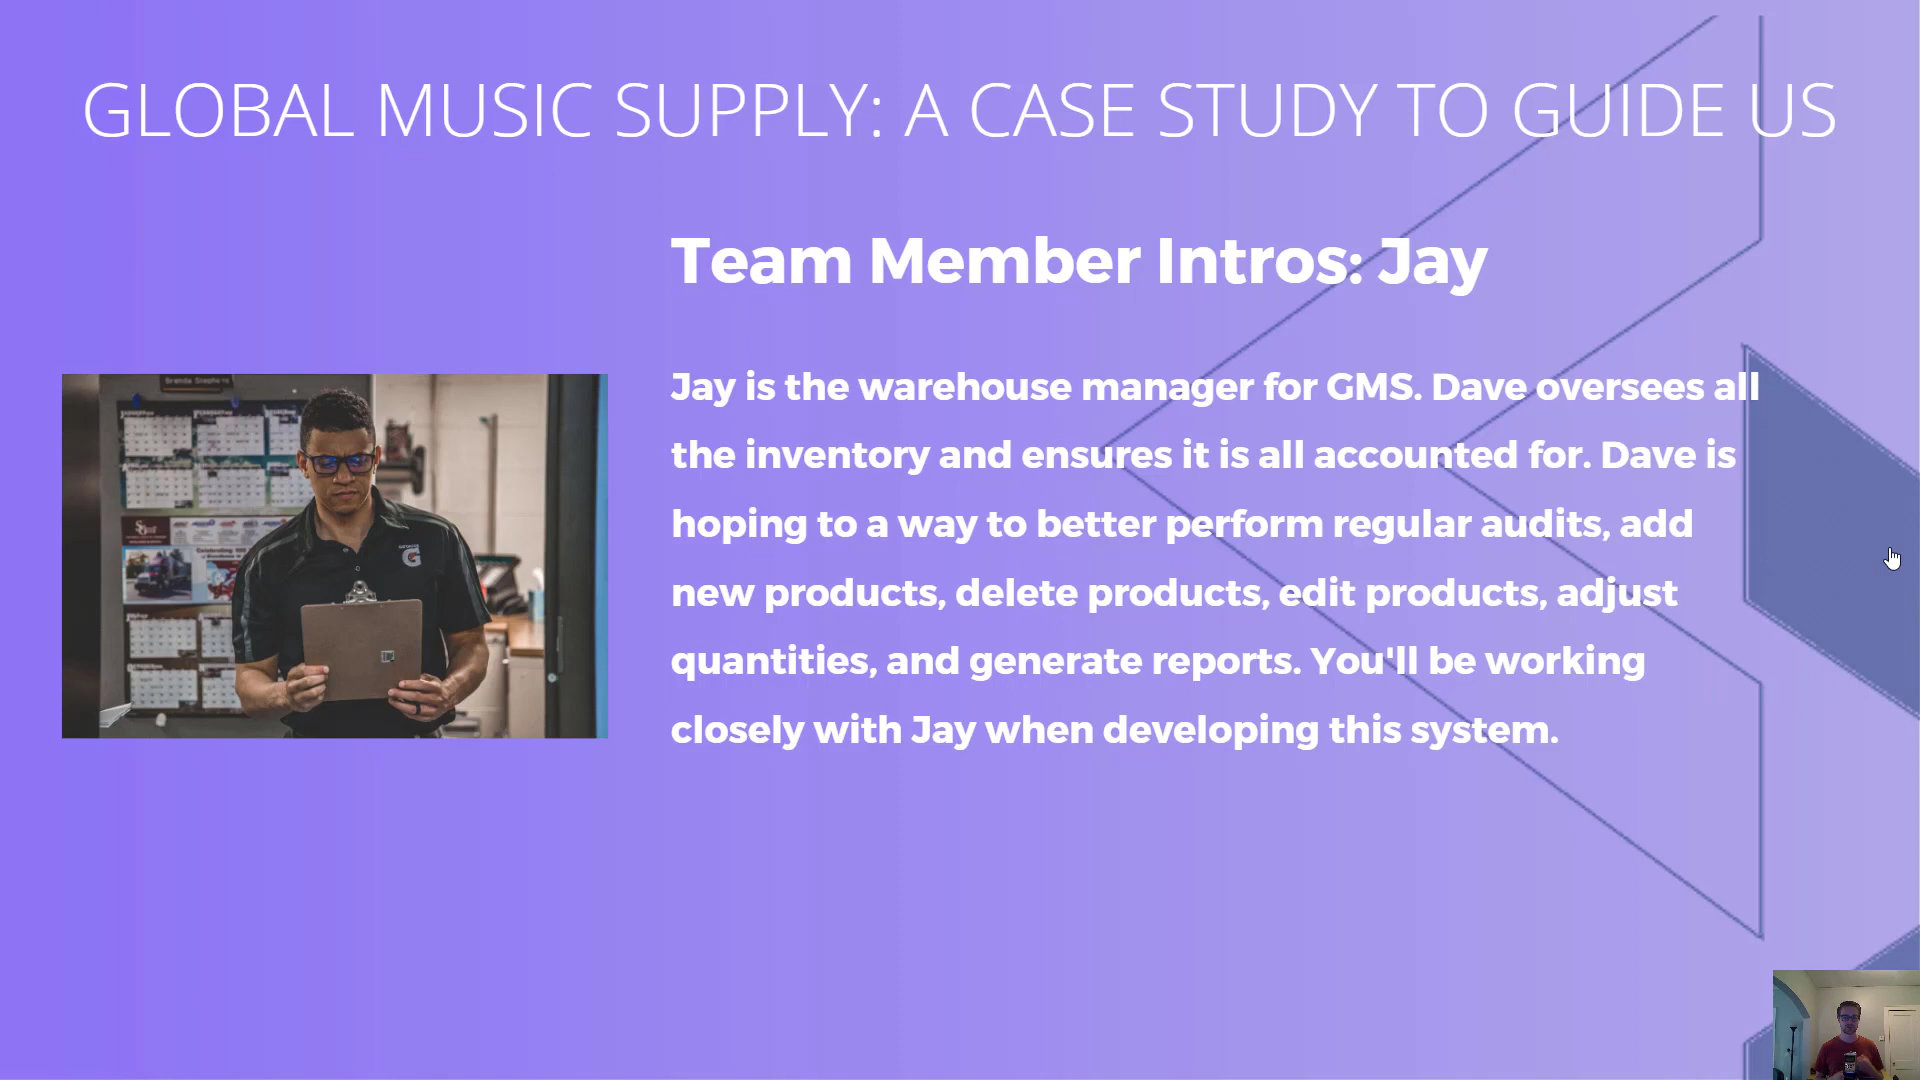 GLOBAL MUSIC SUPPLY: A CASE STUDY TO GUIDE US
Team Member Intros: Jay
Jay is the warehouse manager for GMS. Dave oversees all
the inventory and ensures it is all accounted for. Dave is
hoping to a way to better perform regular audits, add
new products, delete products, edit products, adjust
quantities, and generate reports. You'll be working
closely with Jay when developing this system.
Brenda Stephens
G